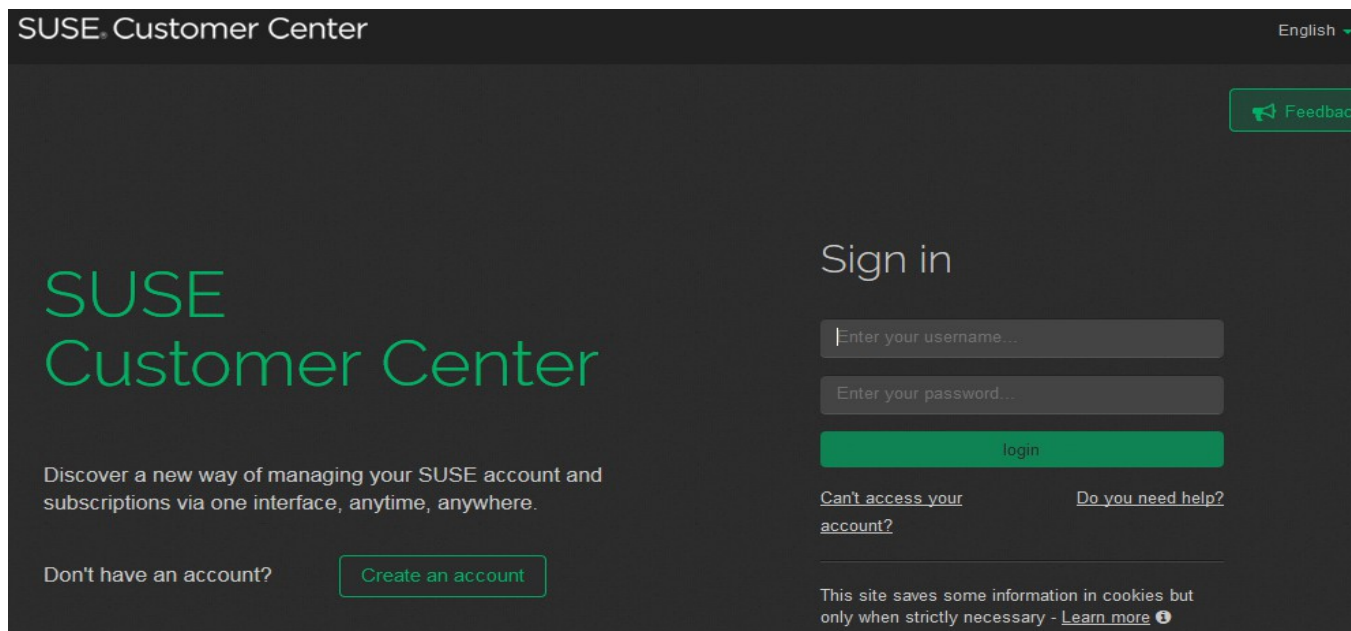 SUSE® Customer Center
English
Feedbac
SUSE
Customer Center
Discover a new way of managing your SUSE account and
subscriptions via one interface, anytime, anywhere.
Don't have an account?
Create an account
Sign in
Enter your username...
Enter your password...
login
Can't access your
account?
Do you need help?
This site saves some information in cookies but
only when strictly necessary - Learn more